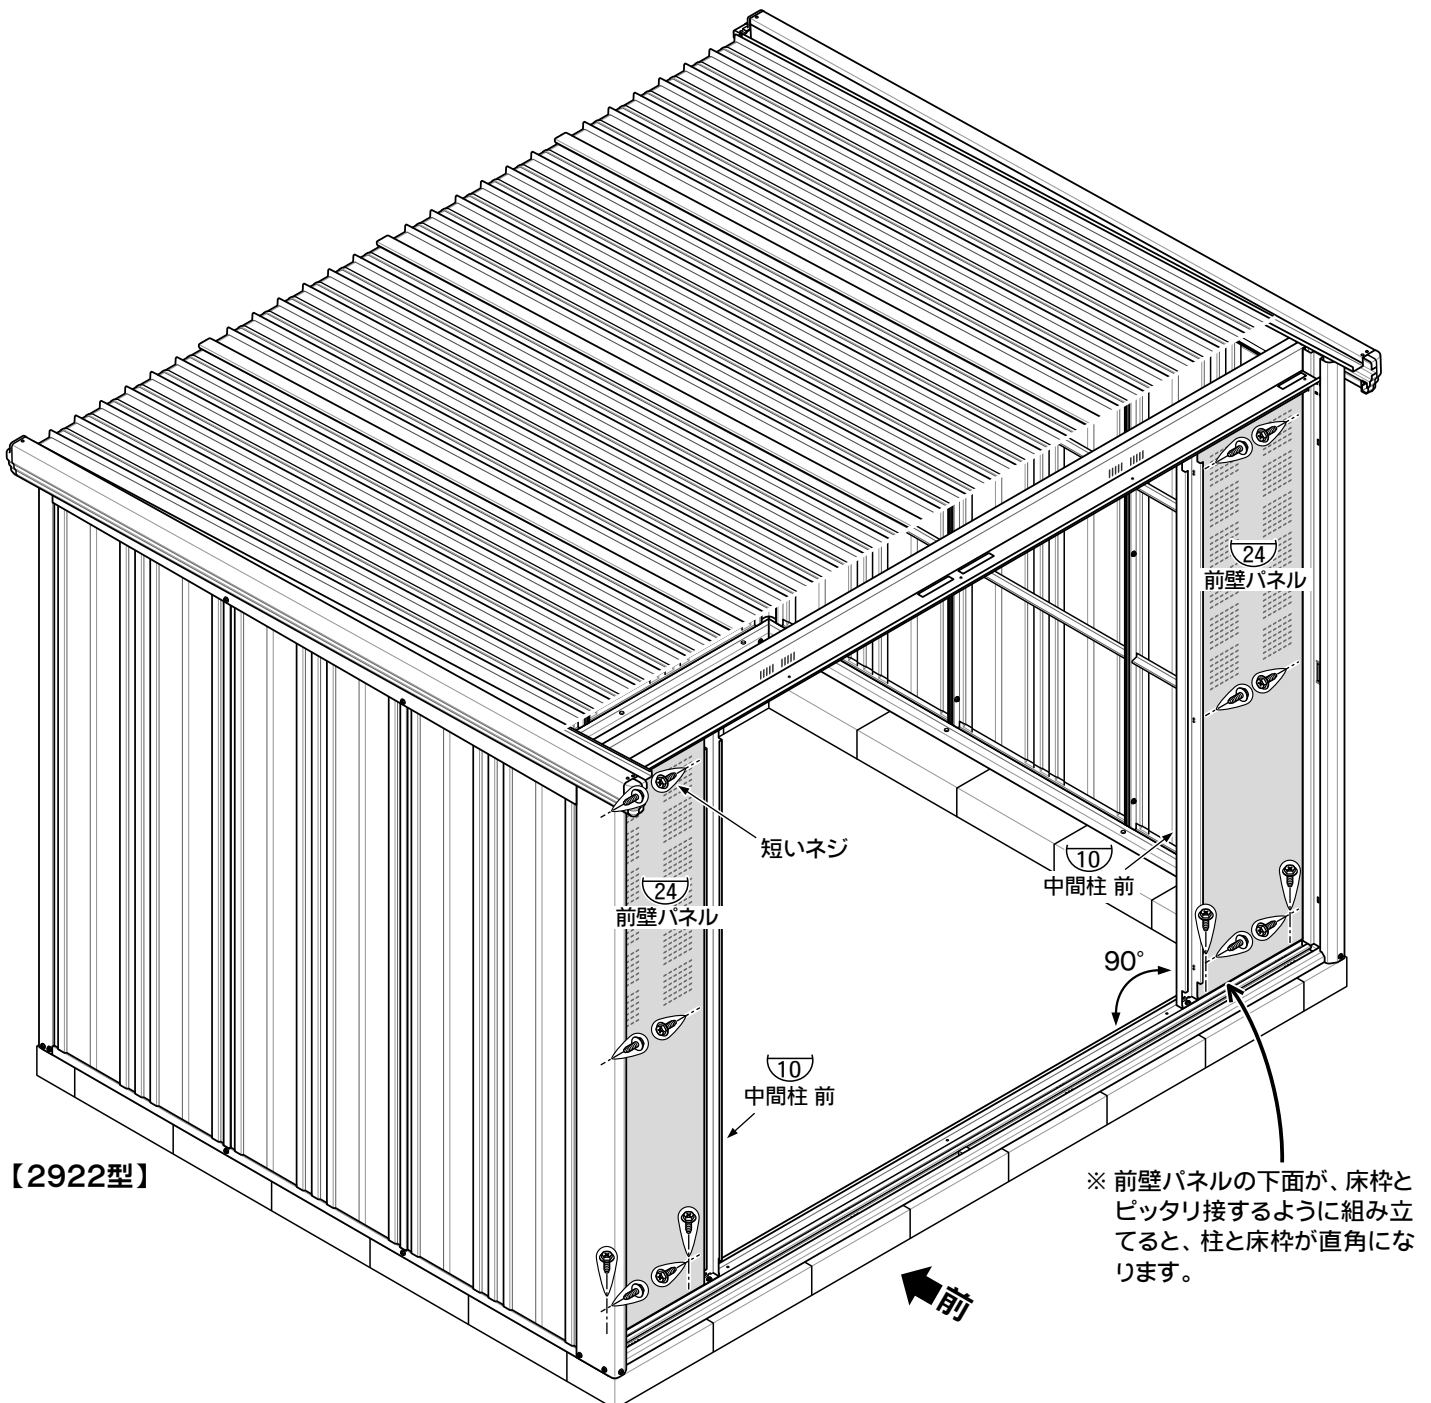 24
前壁パネル
短いネジ
10
中間柱 前
24
前壁パネル
90°
10
中間柱 前
【2922型】
※ 前壁パネルの下面が、床枠と
ピッタリ接するように組み立
てると、柱と床枠が直角にな
ります。
前